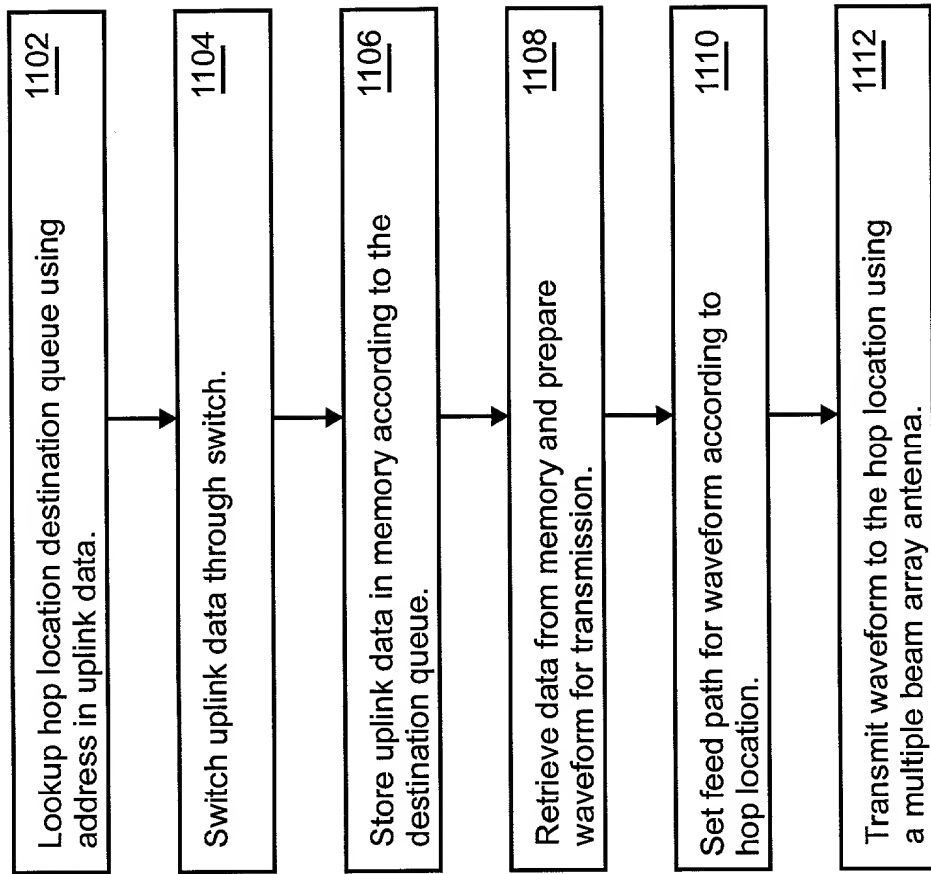 Lookup hop location destination queue using 1102
address in uplink data.
Switch uplink data through switch. 1104
Store uplink data in memory according to the 1106
destination queue.
Retrieve data from memory and prepare 1108
waveform for transmission.
Set feed path for waveform according to 1110
hop location.
Transmit waveform to the hop location using 1112
a multiple beam array antenna.